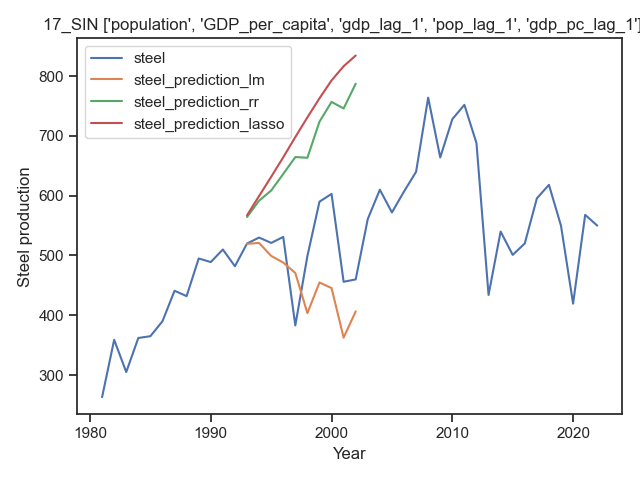 17_SIN ['population', 'GDP_per_capita', 'gdp_lag_1', 'pop_lag_1', 'gdp_pc_lag_1']
steel
steel_prediction_lm
steel_prediction_rr
steel_prediction_lasso
Steel production
800
700
600
500
400
300
1980 1990 2000 2010 2020
Year